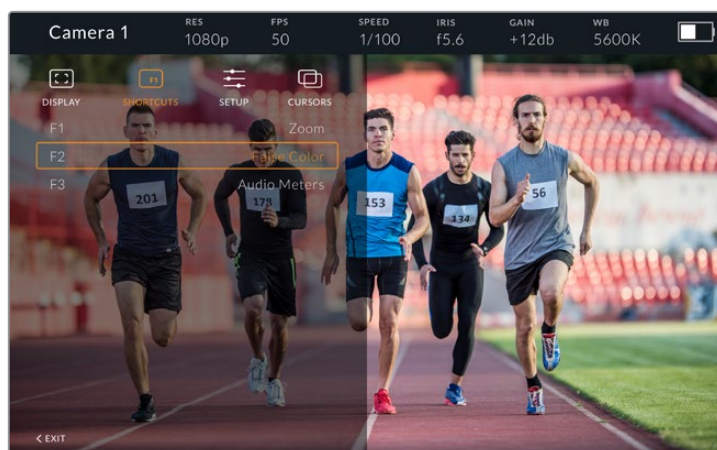 Camera 1
RES
1080p
FPS
50
SPEED
1/100
IRIS
f5.6
GAIN
+12db
WB
5600K
F1
DISPLAY
SHORTCUTS
SETUP
CURSORS
F1 Zoom
F2 False Color
F3 Audio Meters
201
178
153
134
56
< EXIT